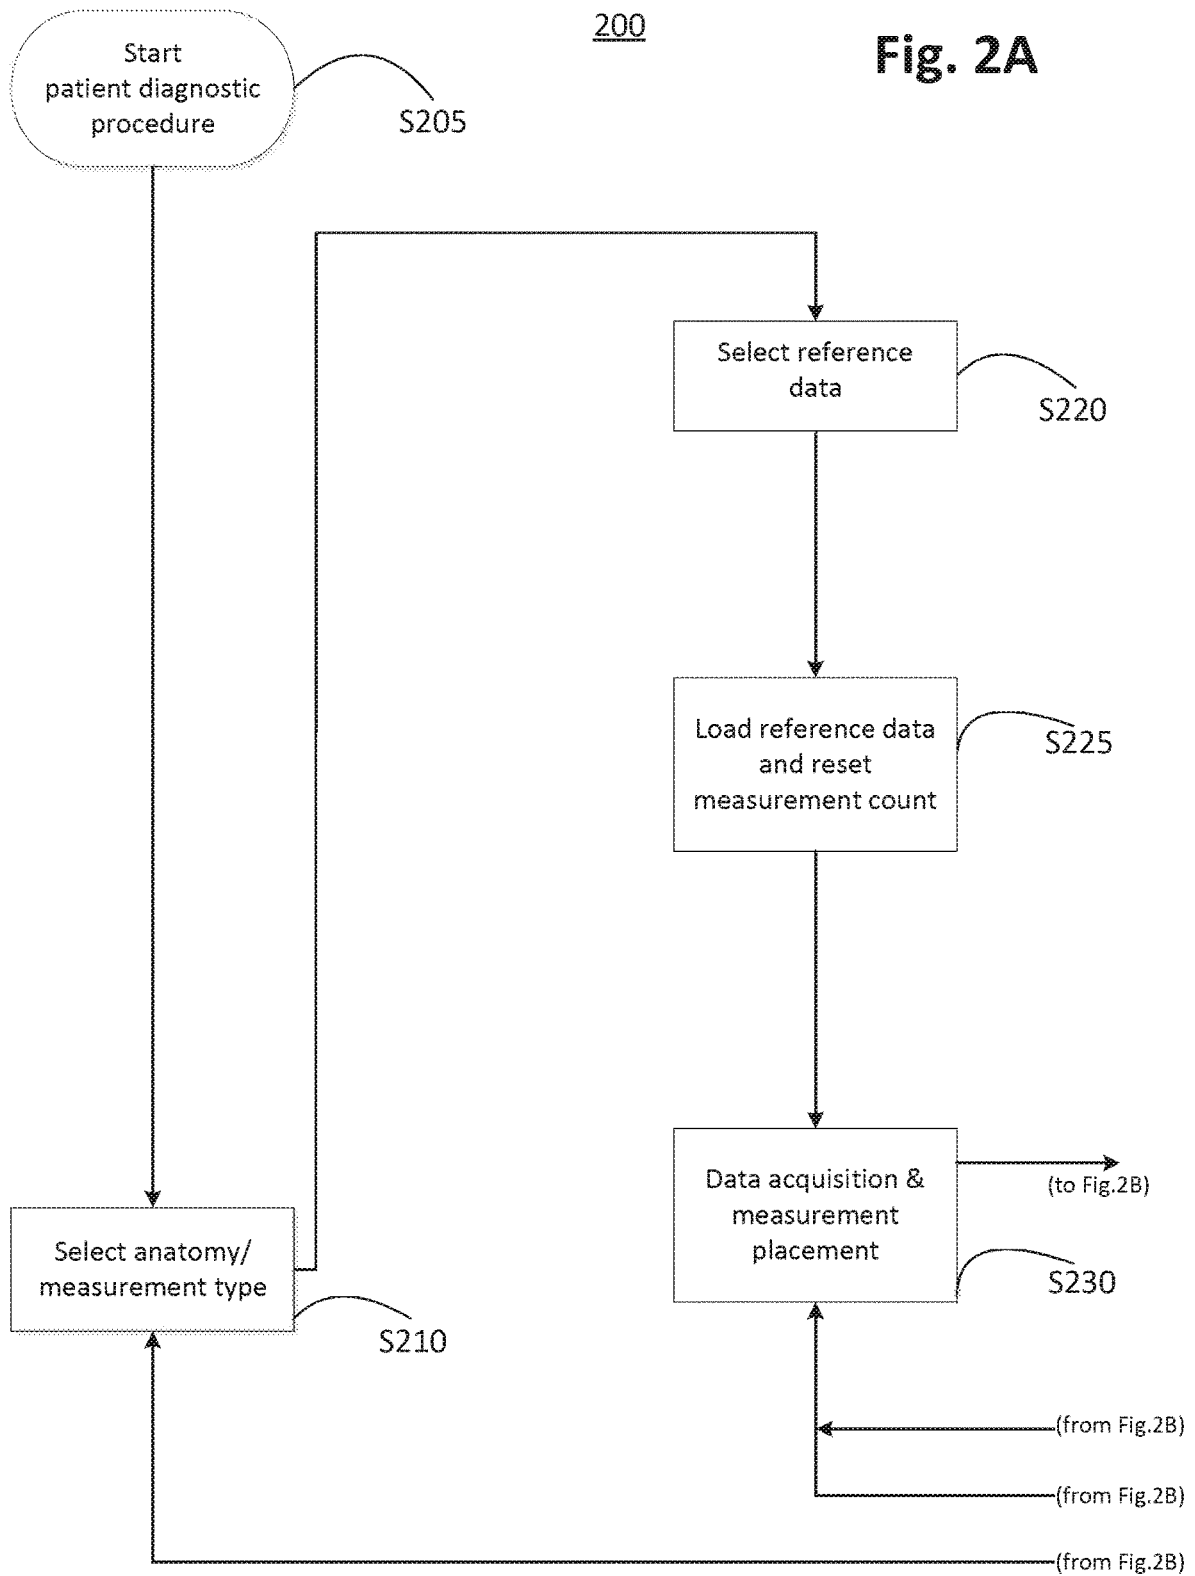 200
Fig. 2A
Start
patient diagnostic
procedure
S205
Select reference
data
S220
Load reference data
and reset
measurement count
S225
Data acquisition &
measurement
placement
(to Fig.2B)
S230
Select anatomy/
measurement type
S210
(from Fig.2B)
(from Fig.2B)
(from Fig.2B)